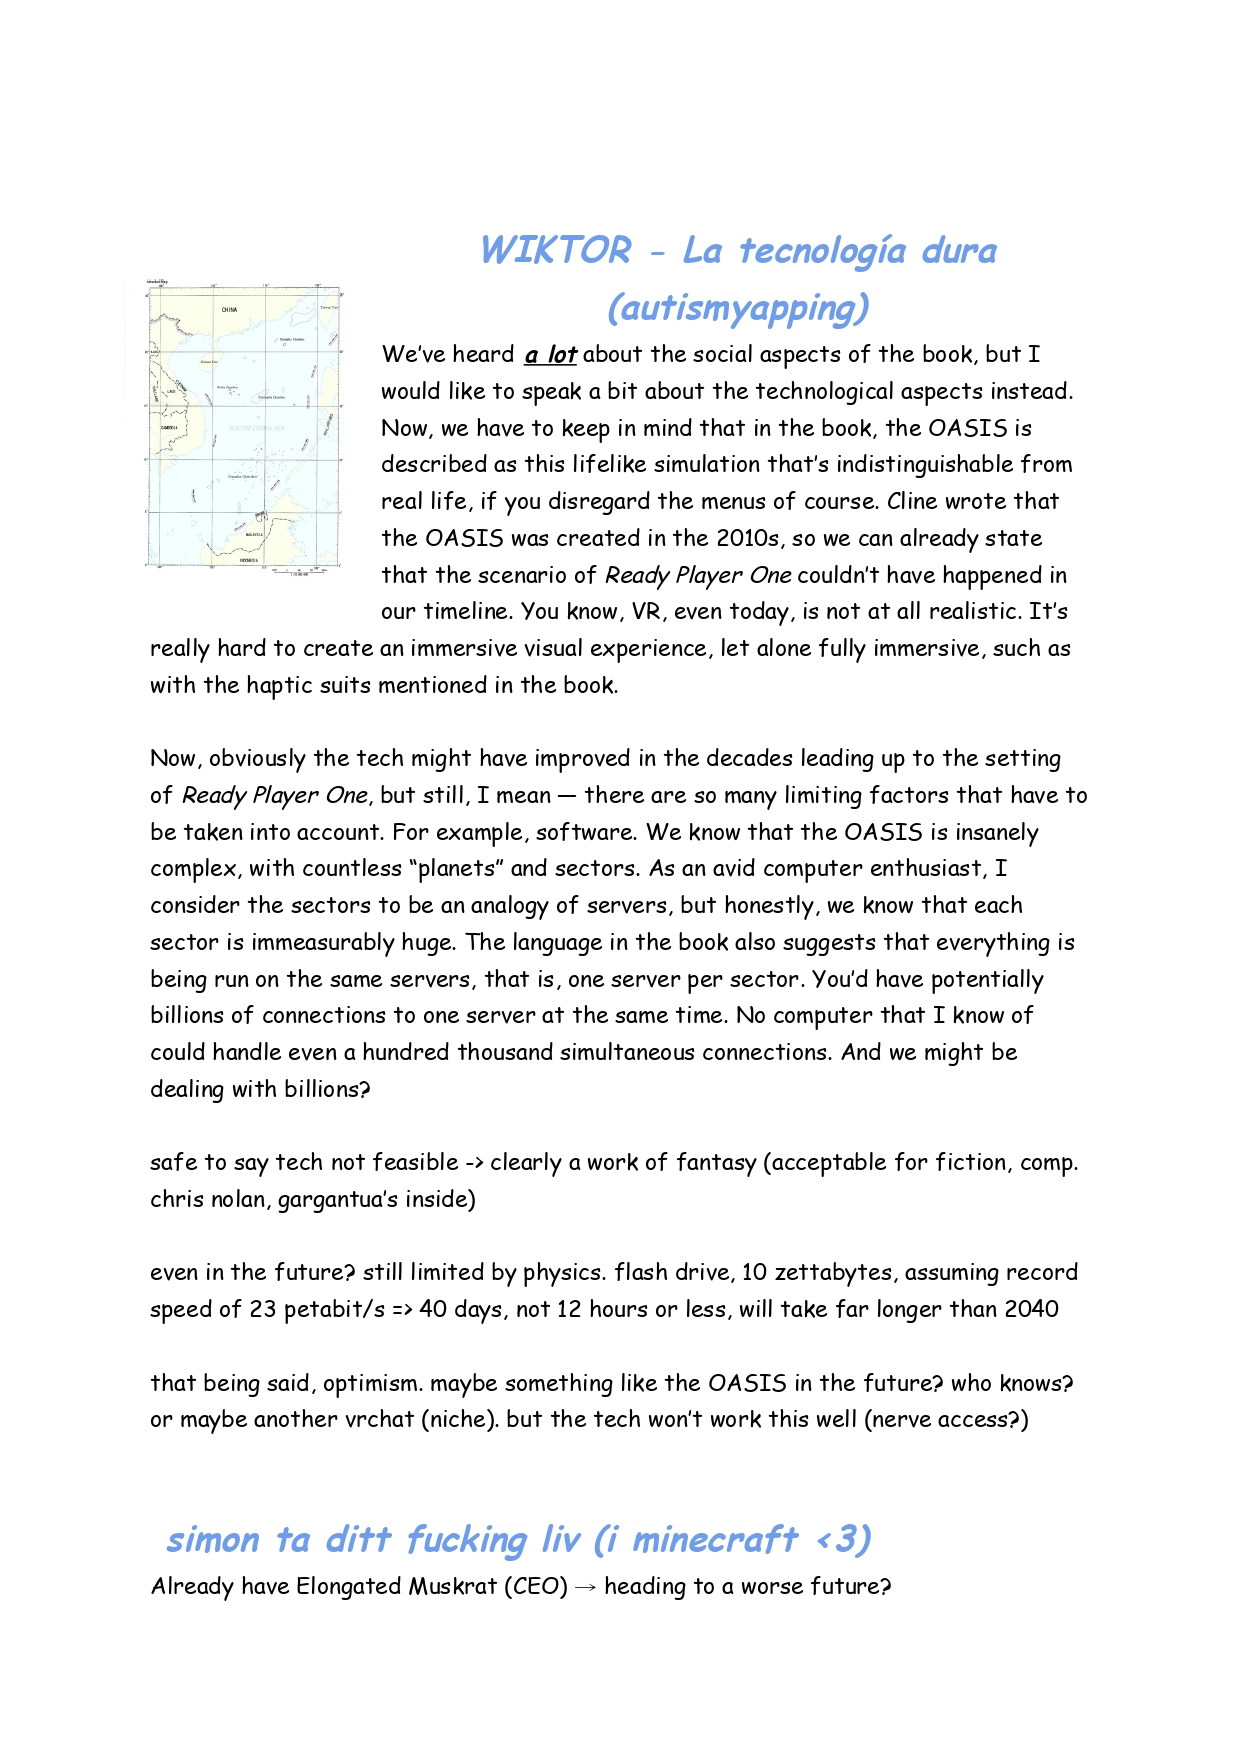 WIKTOR - La tecnología dura
(autismyapping)
Attached Map
CHINA
LAOS
CAMBODIA
SOUTH CHINA SEA
MALAYSIA
INDONESIA
We’ve heard a lot about the social aspects of the book, but I
would like to speak a bit about the technological aspects instead.
Now, we have to keep in mind that in the book, the OASIS is
described as this lifelike simulation that’s indistinguishable from
real life, if you disregard the menus of course. Cline wrote that
the OASIS was created in the 2010s, so we can already state
that the scenario of Ready Player One couldn’t have happened in
our timeline. You know, VR, even today, is not at all realistic. It’s
really hard to create an immersive visual experience, let alone fully immersive, such as
with the haptic suits mentioned in the book.
Now, obviously the tech might have improved in the decades leading up to the setting
of Ready Player One, but still, I mean — there are so many limiting factors that have to
be taken into account. For example, software. We know that the OASIS is insanely
complex, with countless “planets” and sectors. As an avid computer enthusiast, I
consider the sectors to be an analogy of servers, but honestly, we know that each
sector is immeasurably huge. The language in the book also suggests that everything is
being run on the same servers, that is, one server per sector. You’d have potentially
billions of connections to one server at the same time. No computer that I know of
could handle even a hundred thousand simultaneous connections. And we might be
dealing with billions?
safe to say tech not feasible -> clearly a work of fantasy (acceptable for fiction, comp.
chris nolan, gargantua’s inside)
even in the future? still limited by physics. flash drive, 10 zettabytes, assuming record
speed of 23 petabit/s => 40 days, not 12 hours or less, will take far longer than 2040
that being said, optimism. maybe something like the OASIS in the future? who knows?
or maybe another vrchat (niche). but the tech won’t work this well (nerve access?)
simon ta ditt fucking liv (i minecraft <3)
Already have Elongated Muskrat (CEO) → heading to a worse future?